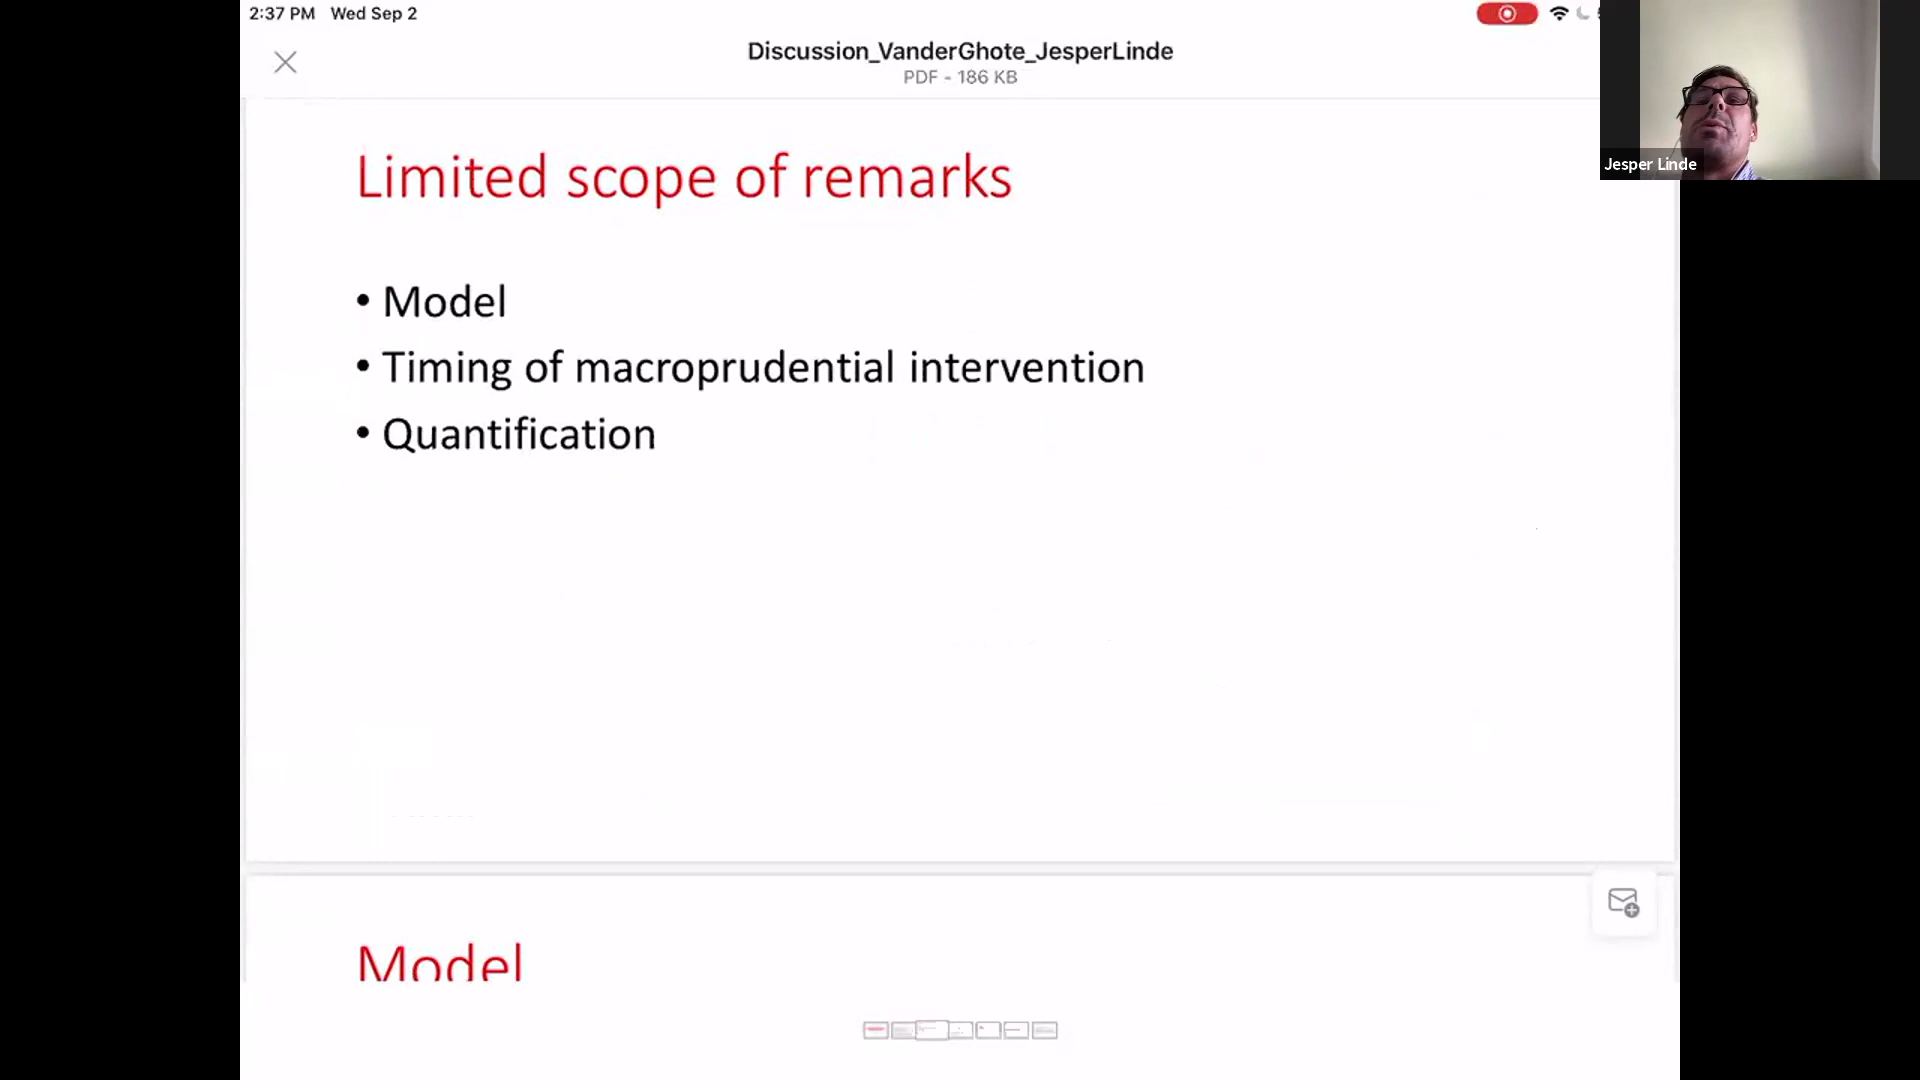 2:37 PM Wed Sep 2
Discussion_VanderGhote_JesperLinde
PDF - 186 KB
Jesper Linde
Limited scope of remarks
• Model
• Timing of macroprudential intervention
• Quantification
Model